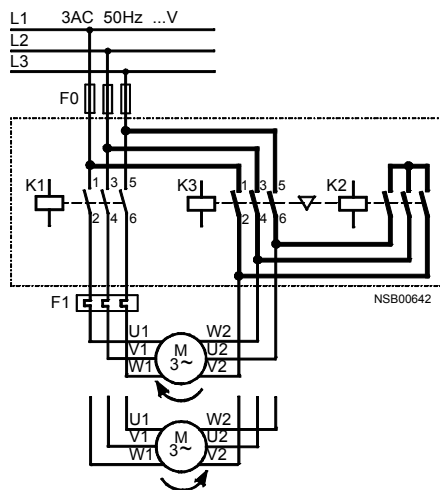 L1 3AC 50Hz ...V
L2
L3
F0
K1 1 3 5 K3 1 3 5 K2
2 4 6 2 4 6
NSB00642
F1
U1 W2
V1 M U2
W1 3~ V2
U1 W2
V1 M U2
W1 3~ V2